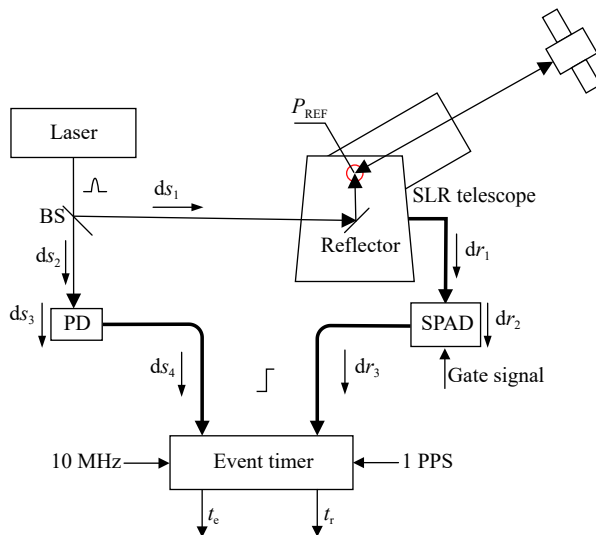 P_REF
Laser
ds₁
SLR telescope
BS
Reflector
ds₂
dr₁
ds₃
PD
SPAD
dr₂
ds₄
dr₃
Gate signal
10 MHz
Event timer
1 PPS
tₑ
tᵣ